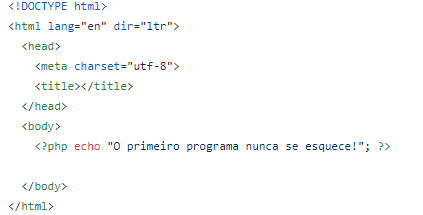 <!DOCTYPE html>
<html lang="en" dir="ltr">
<head>
<meta charset="utf-8">
<title></title>
</head>
<body>
<?php echo "O primeiro programa nunca se esquece!"; ?>
</body>
</html>